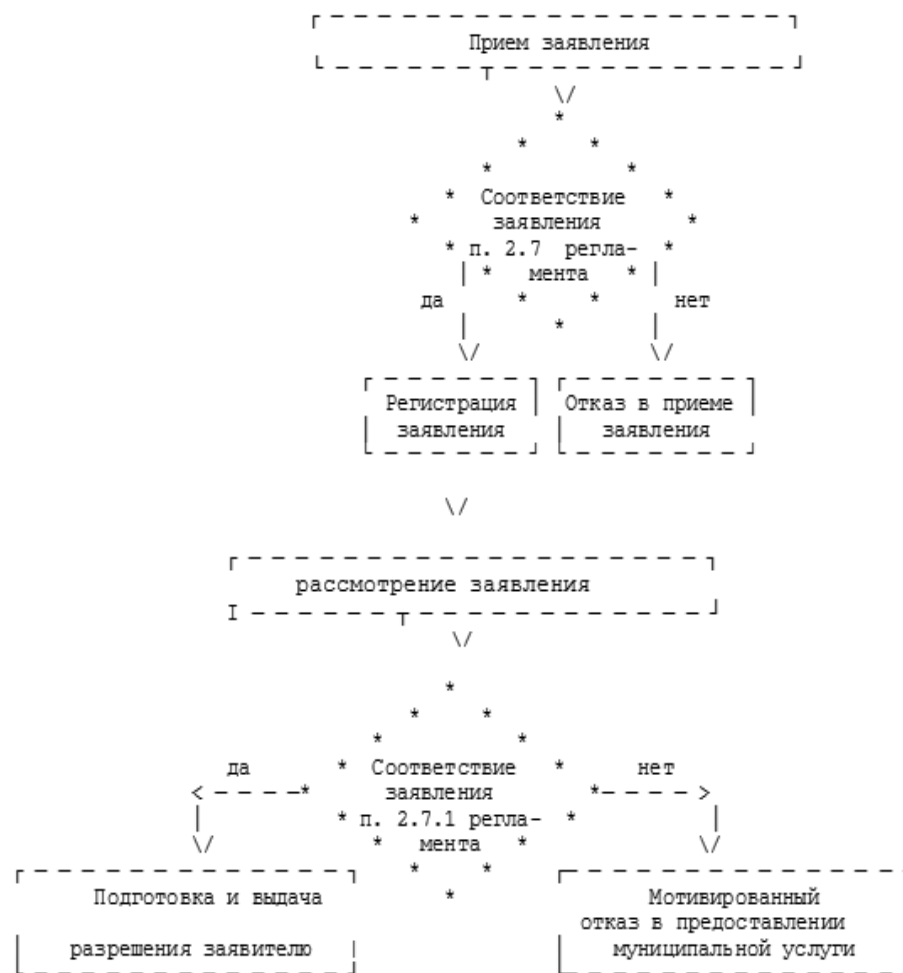 Прием заявления
Соответствие
заявления
п. 2.7 регла-
мента
да нет
Регистрация Отказ в приеме
заявления заявления
рассмотрение заявления
да Соответствие нет
заявления
п. 2.7.1 регла-
мента
Подготовка и выдача Мотивированный
отказ в предоставлении
разрешения заявителю муниципальной услуги